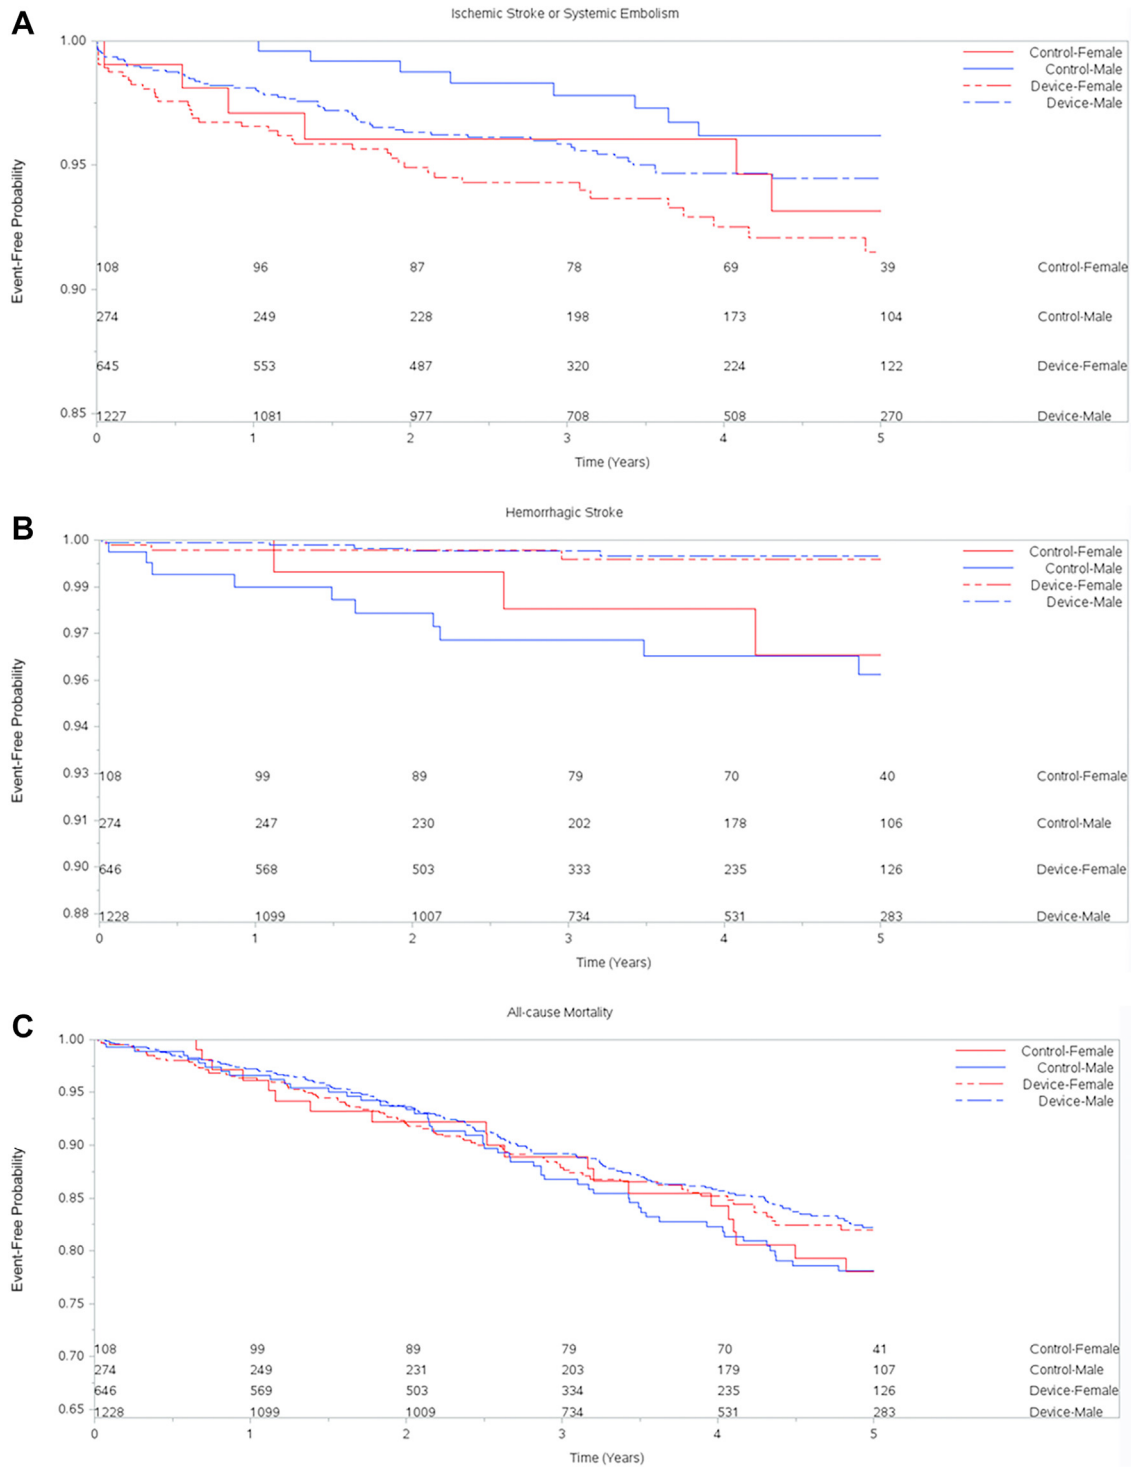 A
Ischemic Stroke or Systemic Embolism
Event-Free Probability
1.00
0.95
0.90
0.85
Control-Female
Control-Male
Device-Female
Device-Male
108 96 87 78 69 39 Control-Female
274 249 228 198 173 104 Control-Male
645 553 487 320 224 122 Device-Female
1227 1081 977 708 508 270 Device-Male
0 1 2 3 4 5
Time (Years)
B
Hemorrhagic Stroke
Event-Free Probability
1.00
0.99
0.97
0.96
0.94
0.93
0.91
0.90
0.88
Control-Female
Control-Male
Device-Female
Device-Male
108 99 89 79 70 40 Control-Female
274 247 230 202 178 106 Control-Male
646 568 503 333 235 126 Device-Female
1228 1099 1007 734 531 283 Device-Male
0 1 2 3 4 5
Time (Years)
C
All-cause Mortality
Event-Free Probability
1.00
0.95
0.90
0.85
0.80
0.75
0.70
0.65
Control-Female
Control-Male
Device-Female
Device-Male
108 99 89 79 70 41 Control-Female
274 249 231 203 179 107 Control-Male
646 569 503 334 235 126 Device-Female
1228 1099 1009 734 531 283 Device-Male
0 1 2 3 4 5
Time (Years)